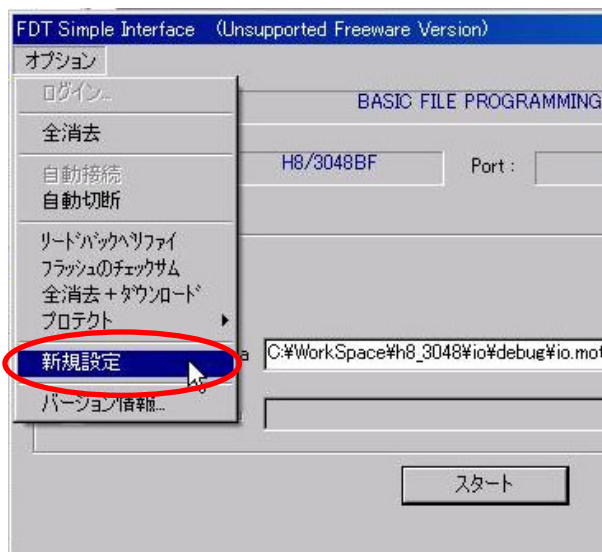 FDT Simple Interface (Unsupported Freeware Version)
オプション
ログイン...
BASIC FILE PROGRAMMING
全消去
H8/3048BF
Port :
自動接続
自動切断
リードバックベリファイ
フラッシュのチェックサム
全消去+ダウンロード
プロテクト
新規設定
a
C:¥WorkSpace¥h8_3048¥io¥debug¥io.mot
バージョン情報...
スタート